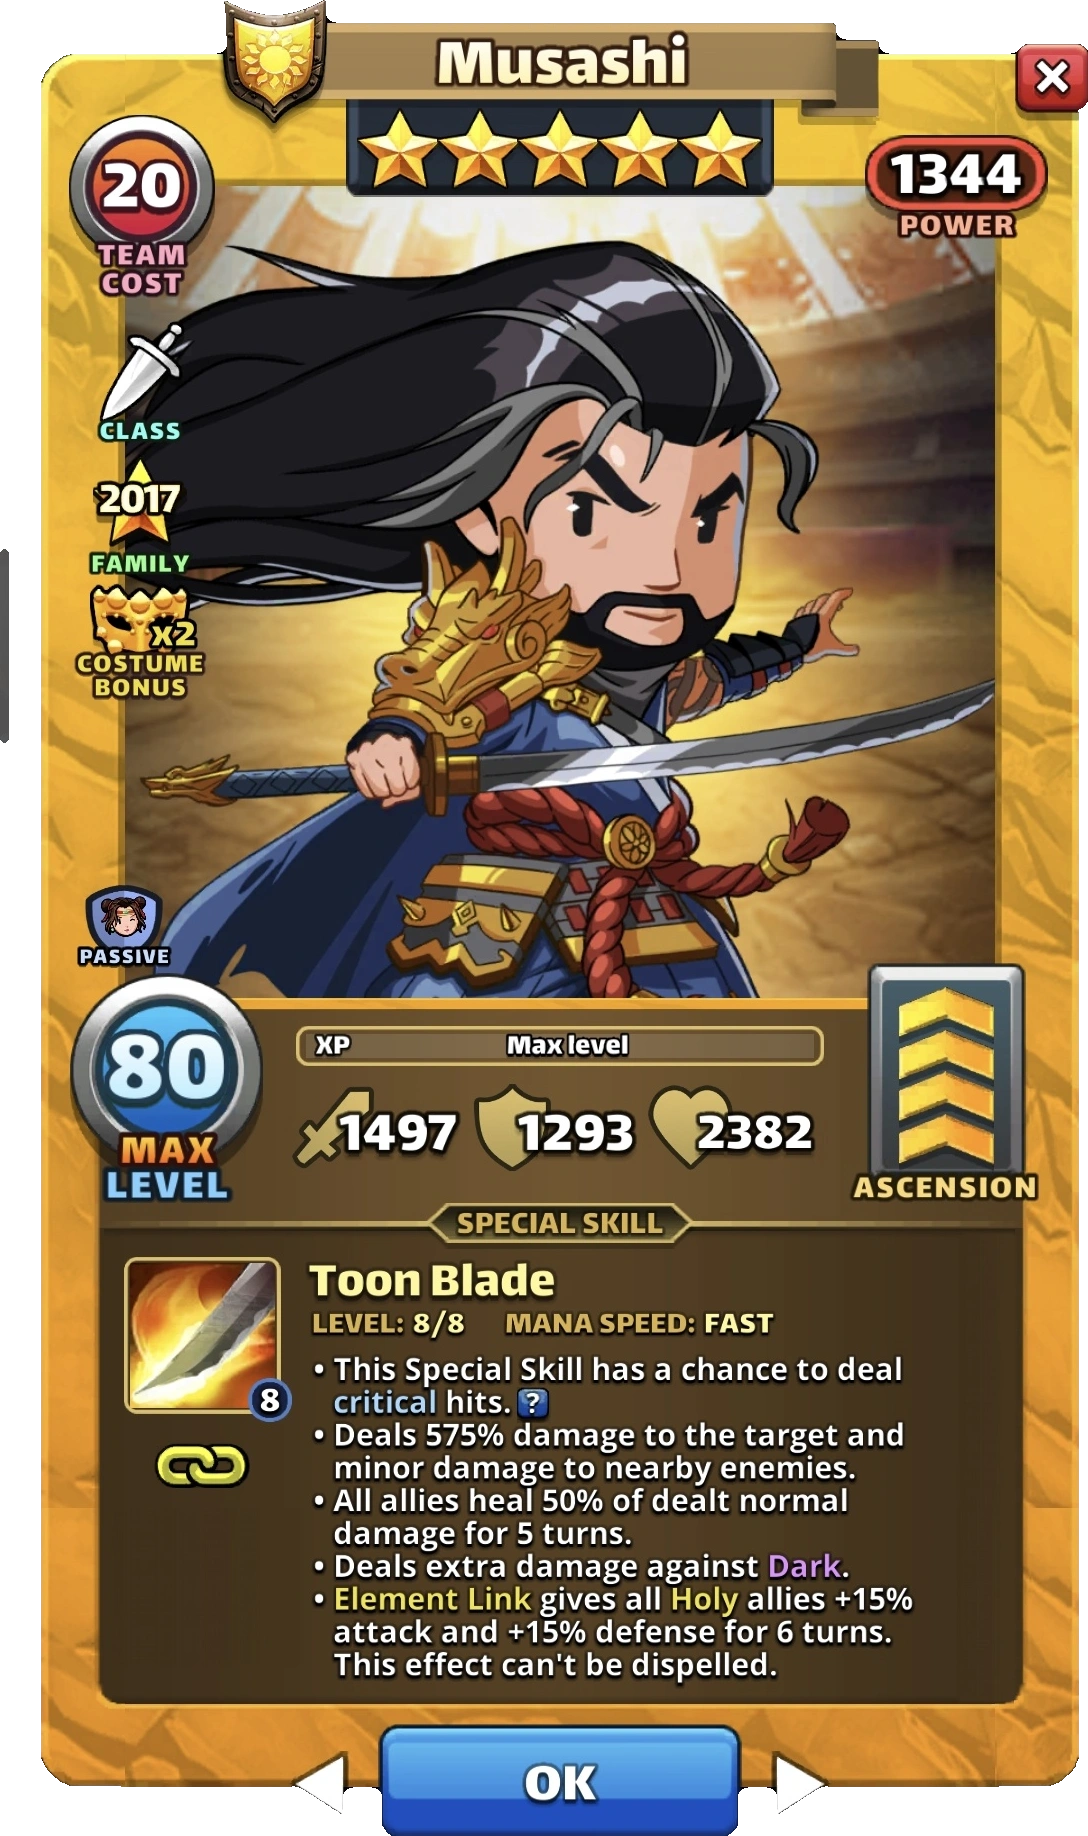 Musashi
20
TEAM
COST
1344
POWER
CLASS
2017
FAMILY
x2
COSTUME
BONUS
PASSIVE
80
MAX
LEVEL
XP Max level
1497 1293 2382
ASCENSION
SPECIAL SKILL
Toon Blade
LEVEL: 8/8 MANA SPEED: FAST
8
• This Special Skill has a chance to deal
critical hits. ?
• Deals 575% damage to the target and
minor damage to nearby enemies.
• All allies heal 50% of dealt normal
damage for 5 turns.
• Deals extra damage against Dark.
• Element Link gives all Holy allies +15%
attack and +15% defense for 6 turns.
This effect can't be dispelled.
OK